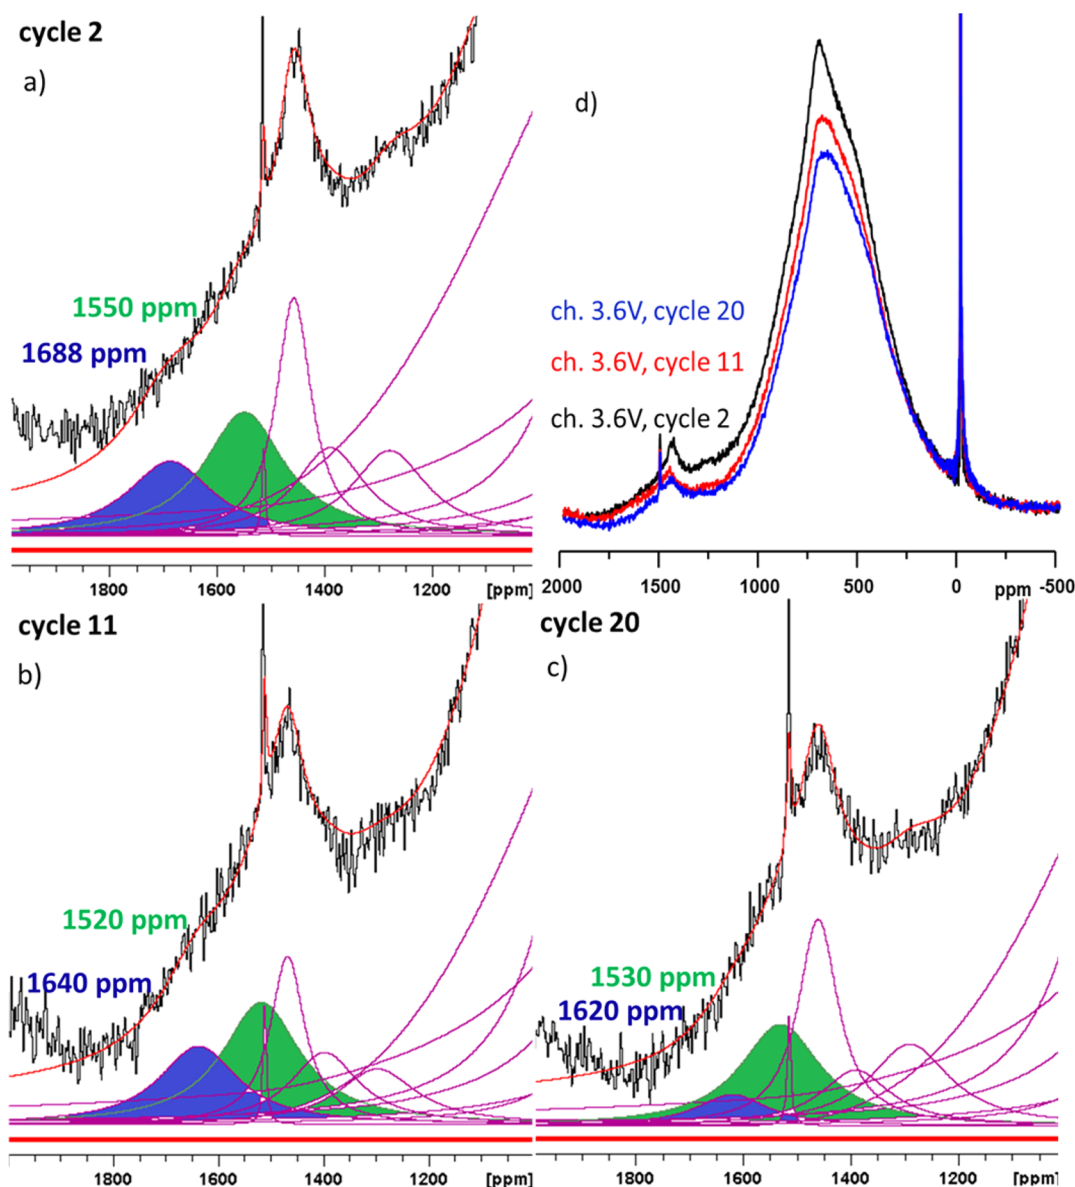 cycle 2
a)
1550 ppm
1688 ppm
1800 1600 1400 1200 [ppm]
d)
ch. 3.6V, cycle 20
ch. 3.6V, cycle 11
ch. 3.6V, cycle 2
2000 1500 1000 500 0 ppm -500
cycle 11
b)
1520 ppm
1640 ppm
1800 1600 1400 1200 [ppm]
cycle 20
c)
1530 ppm
1620 ppm
1800 1600 1400 1200 [ppm]